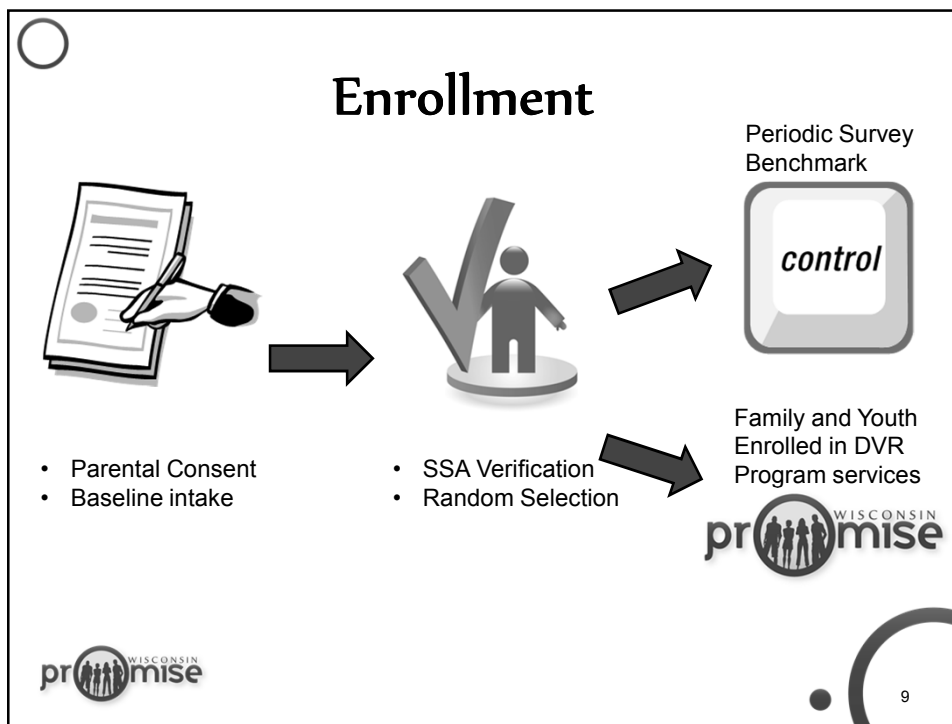 Enrollment
Periodic Survey
Benchmark
control
• Parental Consent
• Baseline intake
• SSA Verification
• Random Selection
Family and Youth
Enrolled in DVR
Program services
WISCONSIN
promise
WISCONSIN
promise
9